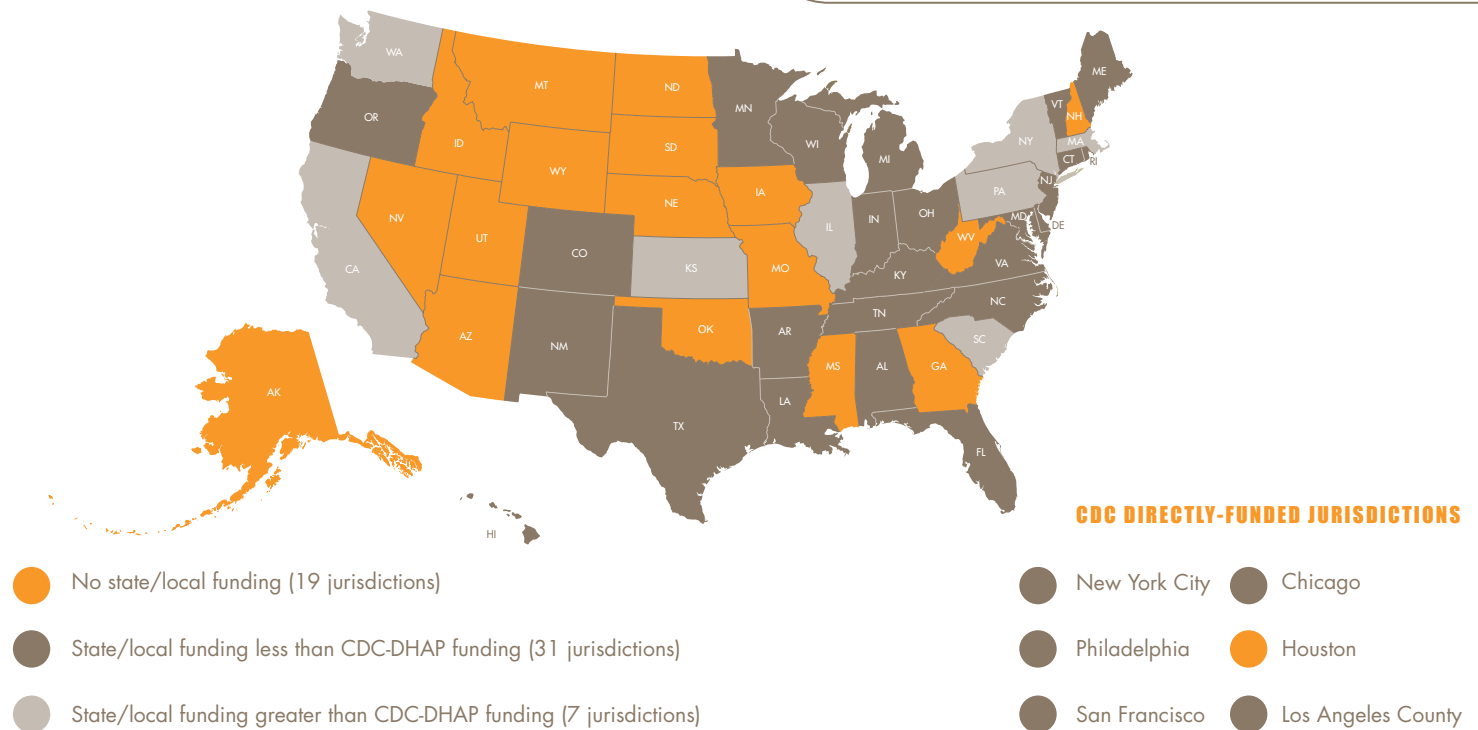 WA
ME
MT
ND
VT
MN
OR
NH
NY
MA
ID
SD
WI
MI
CT
RI
WY
NJ
PA
IA
NE
OH
MD
NV
IN
DE
IL
UT
WV
CO
VA
CA
KS
MO
KY
NC
TN
AZ
OK
AR
SC
NM
MS
AL
GA
AK
LA
TX
FL
HI
CDC DIRECTLY-FUNDED JURISDICTIONS
No state/local funding (19 jurisdictions)
State/local funding less than CDC-DHAP funding (31 jurisdictions)
State/local funding greater than CDC-DHAP funding (7 jurisdictions)
New York City
Chicago
Philadelphia
Houston
San Francisco
Los Angeles County